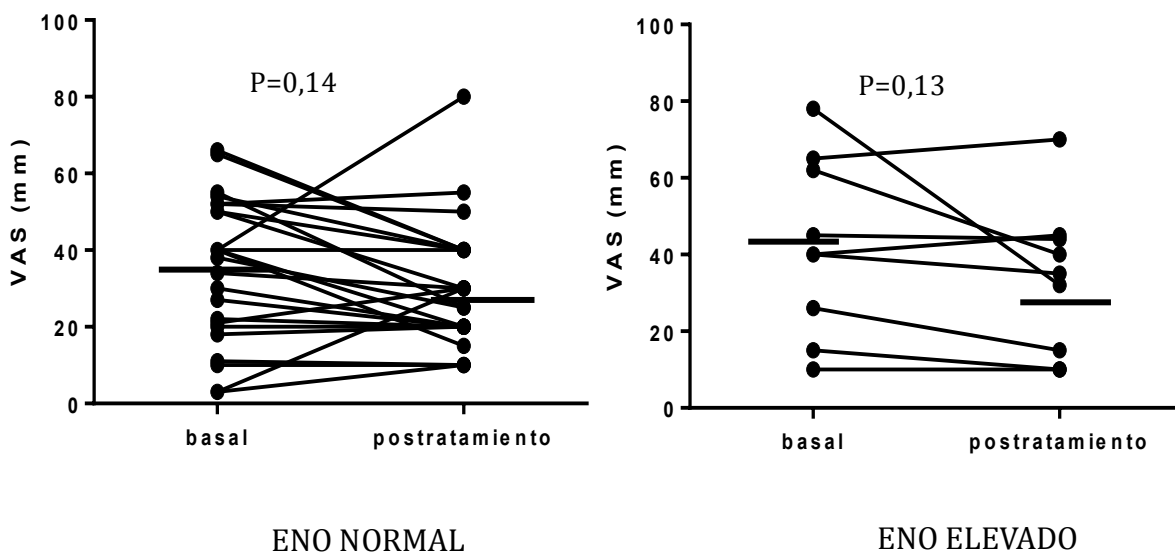 P=0,14
VAS (mm)
100
80
60
40
20
0
basal
postratamiento
ENO NORMAL
P=0,13
VAS (mm)
100
80
60
40
20
0
basal
postratamiento
ENO ELEVADO